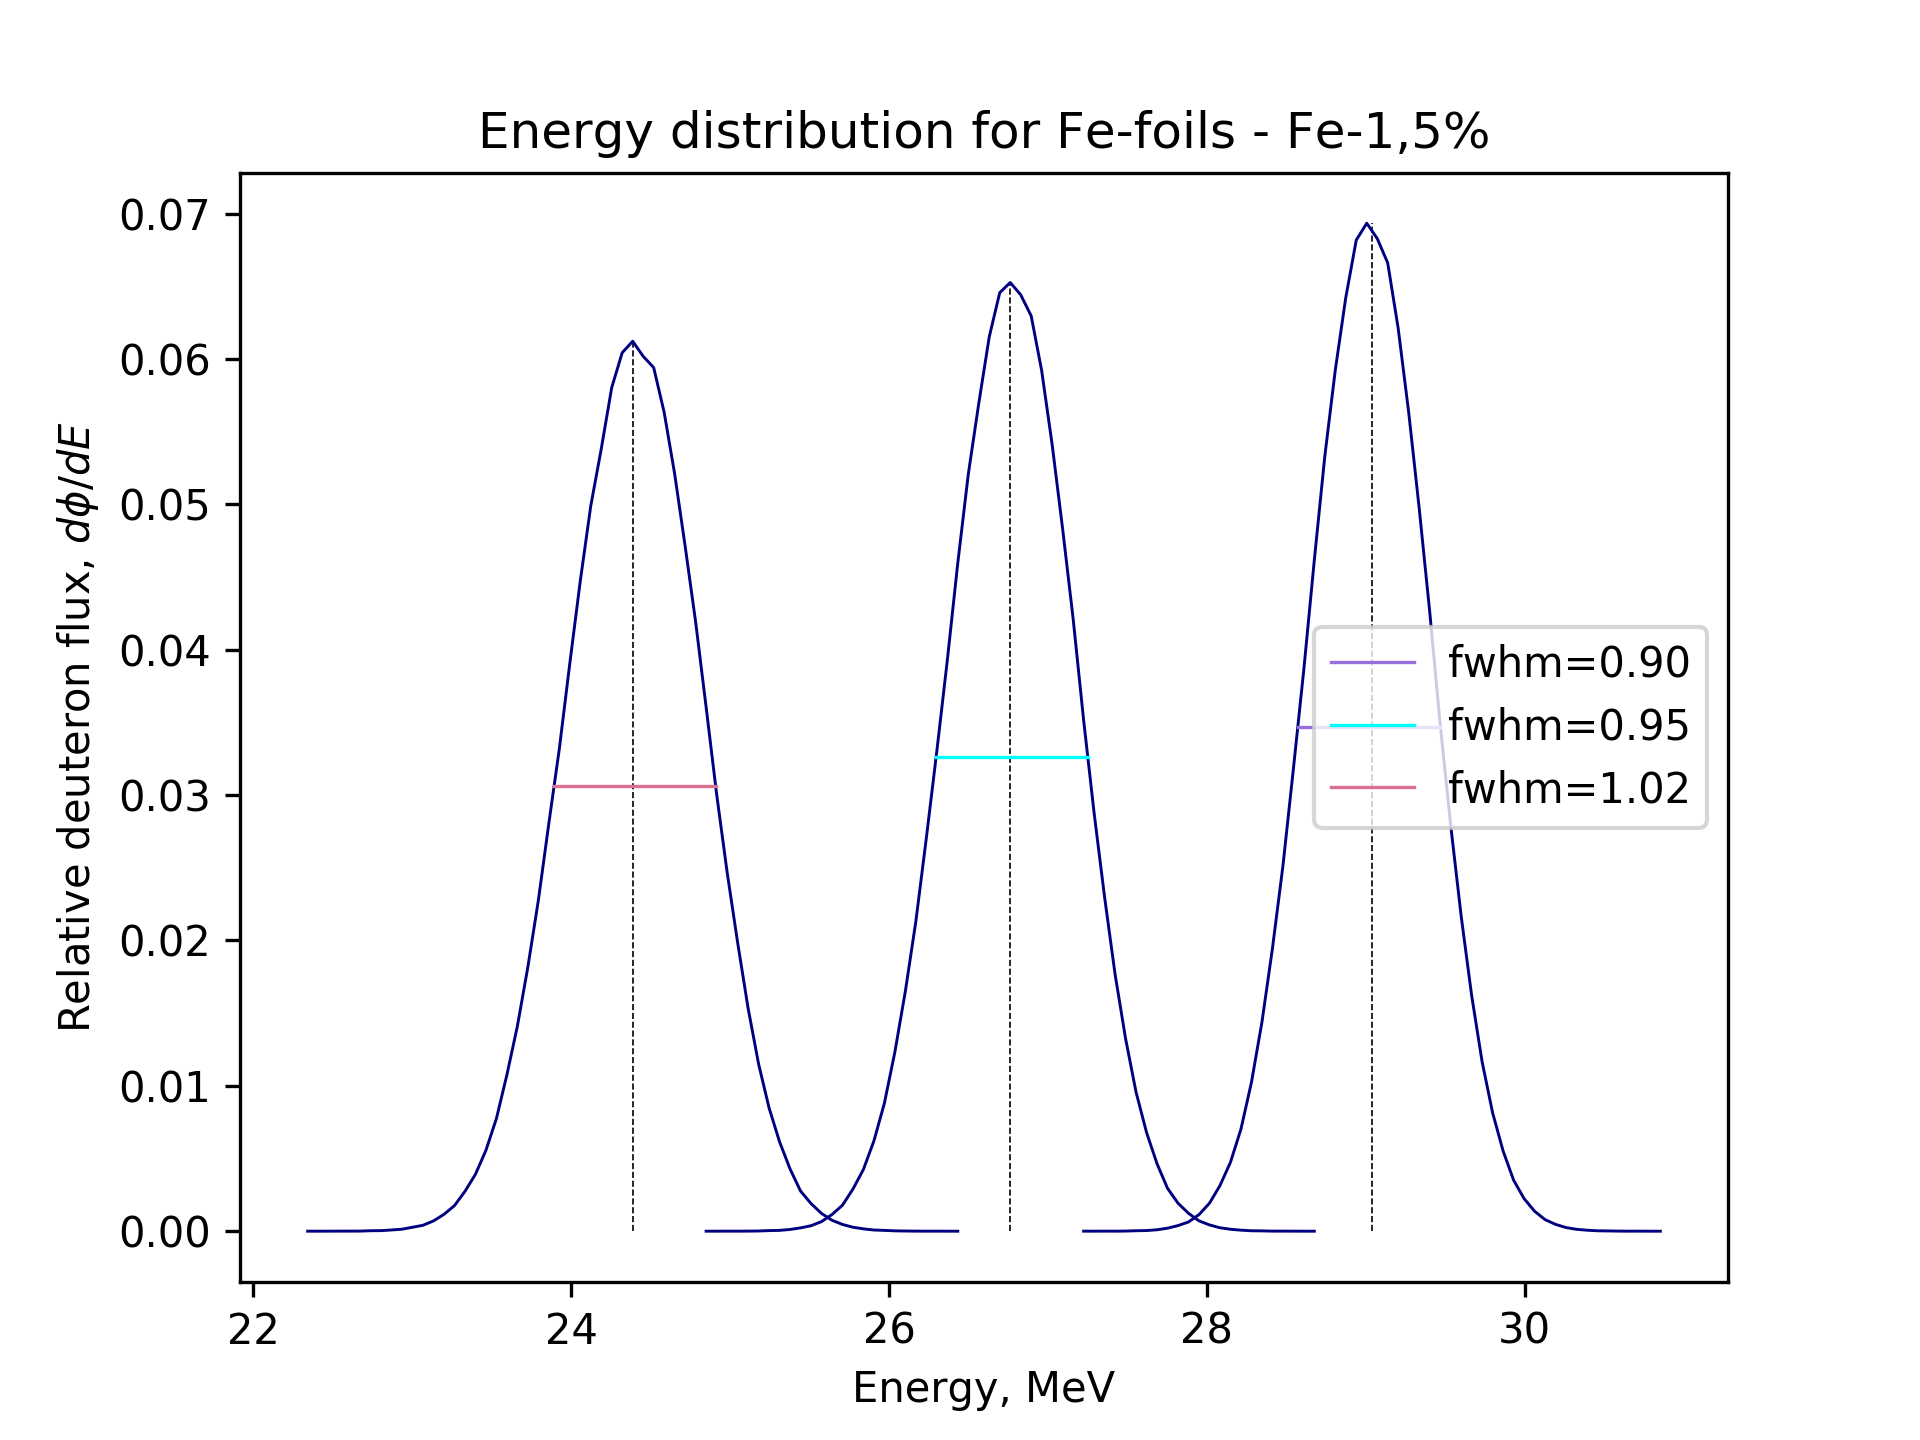 Energy distribution for Fe-foils - Fe-1,5%
Relative deuteron flux, dϕ/dE
0.07
0.06
0.05
0.04
0.03
0.02
0.01
0.00
fwhm=0.90
fwhm=0.95
fwhm=1.02
22 24 26 28 30
Energy, MeV